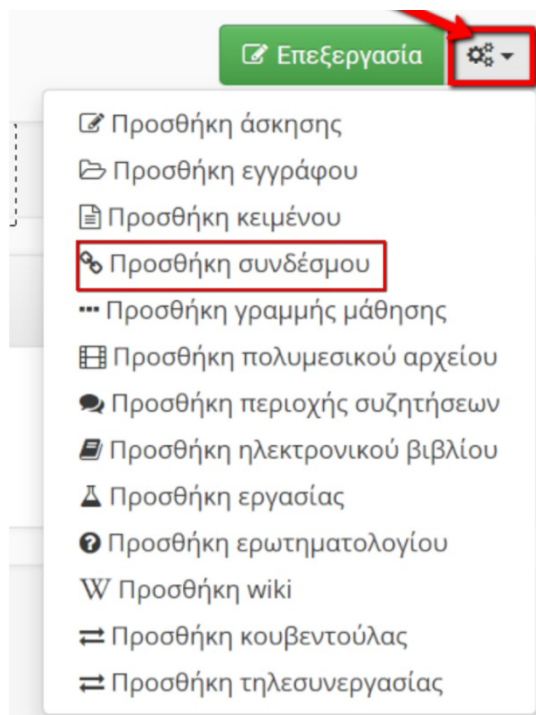 Επεξεργασία
Προσθήκη άσκησης
Προσθήκη εγγράφου
Προσθήκη κειμένου
Προσθήκη συνδέσμου
Προσθήκη γραμμής μάθησης
Προσθήκη πολυμεσικού αρχείου
Προσθήκη περιοχής συζητήσεων
Προσθήκη ηλεκτρονικού βιβλίου
Προσθήκη εργασίας
Προσθήκη ερωτηματολογίου
W Προσθήκη wiki
Προσθήκη κουβεντούλας
Προσθήκη τηλεσυνεργασίας